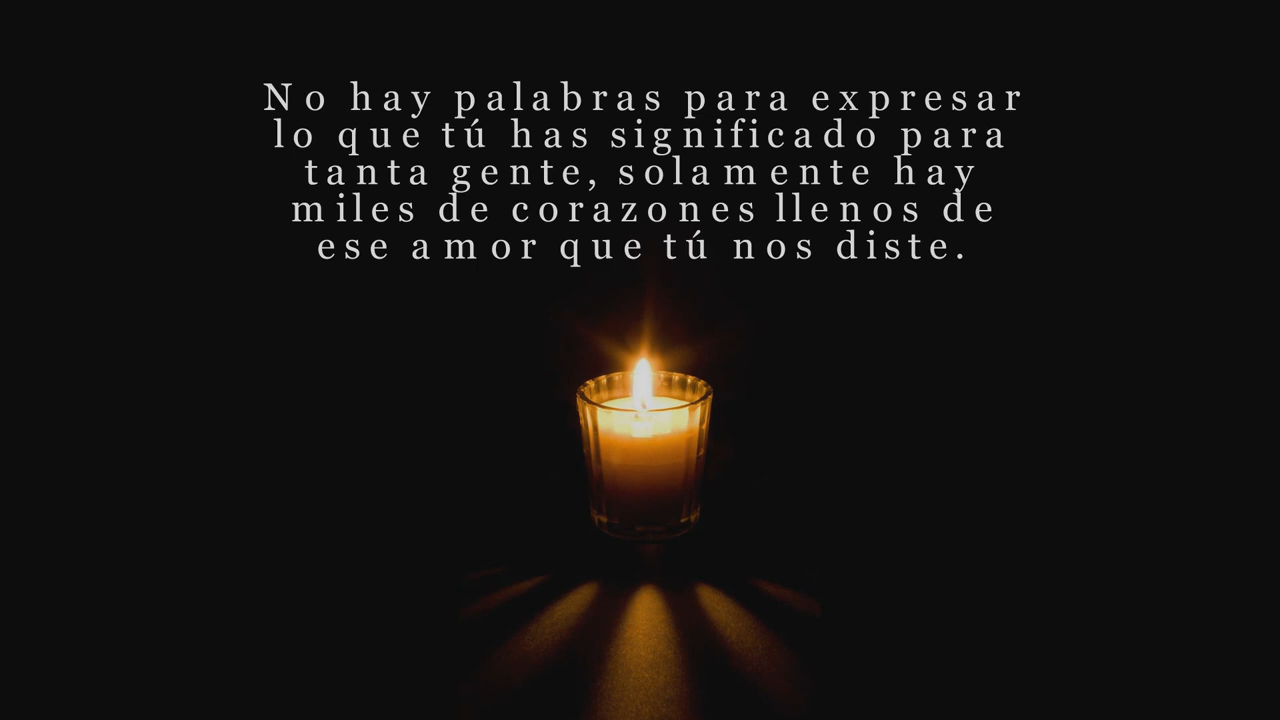 No hay palabras para expresar
lo que tú has significado para
tanta gente, solamente hay
miles de corazones llenos de
ese amor que tú nos diste.